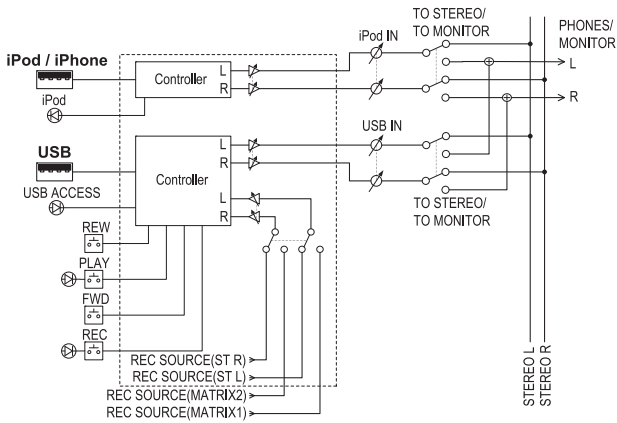 TO STEREO/
TO MONITOR
PHONES/
MONITOR
iPod IN
iPod / iPhone
L
R
Controller
L
R
iPod
USB IN
USB
L
R
Controller
L
R
USB ACCESS
TO STEREO/
TO MONITOR
REW
PLAY
FWD
REC
REC SOURCE(ST R)
REC SOURCE(ST L)
REC SOURCE(MATRIX2)
REC SOURCE(MATRIX1)
STEREO L
STEREO R